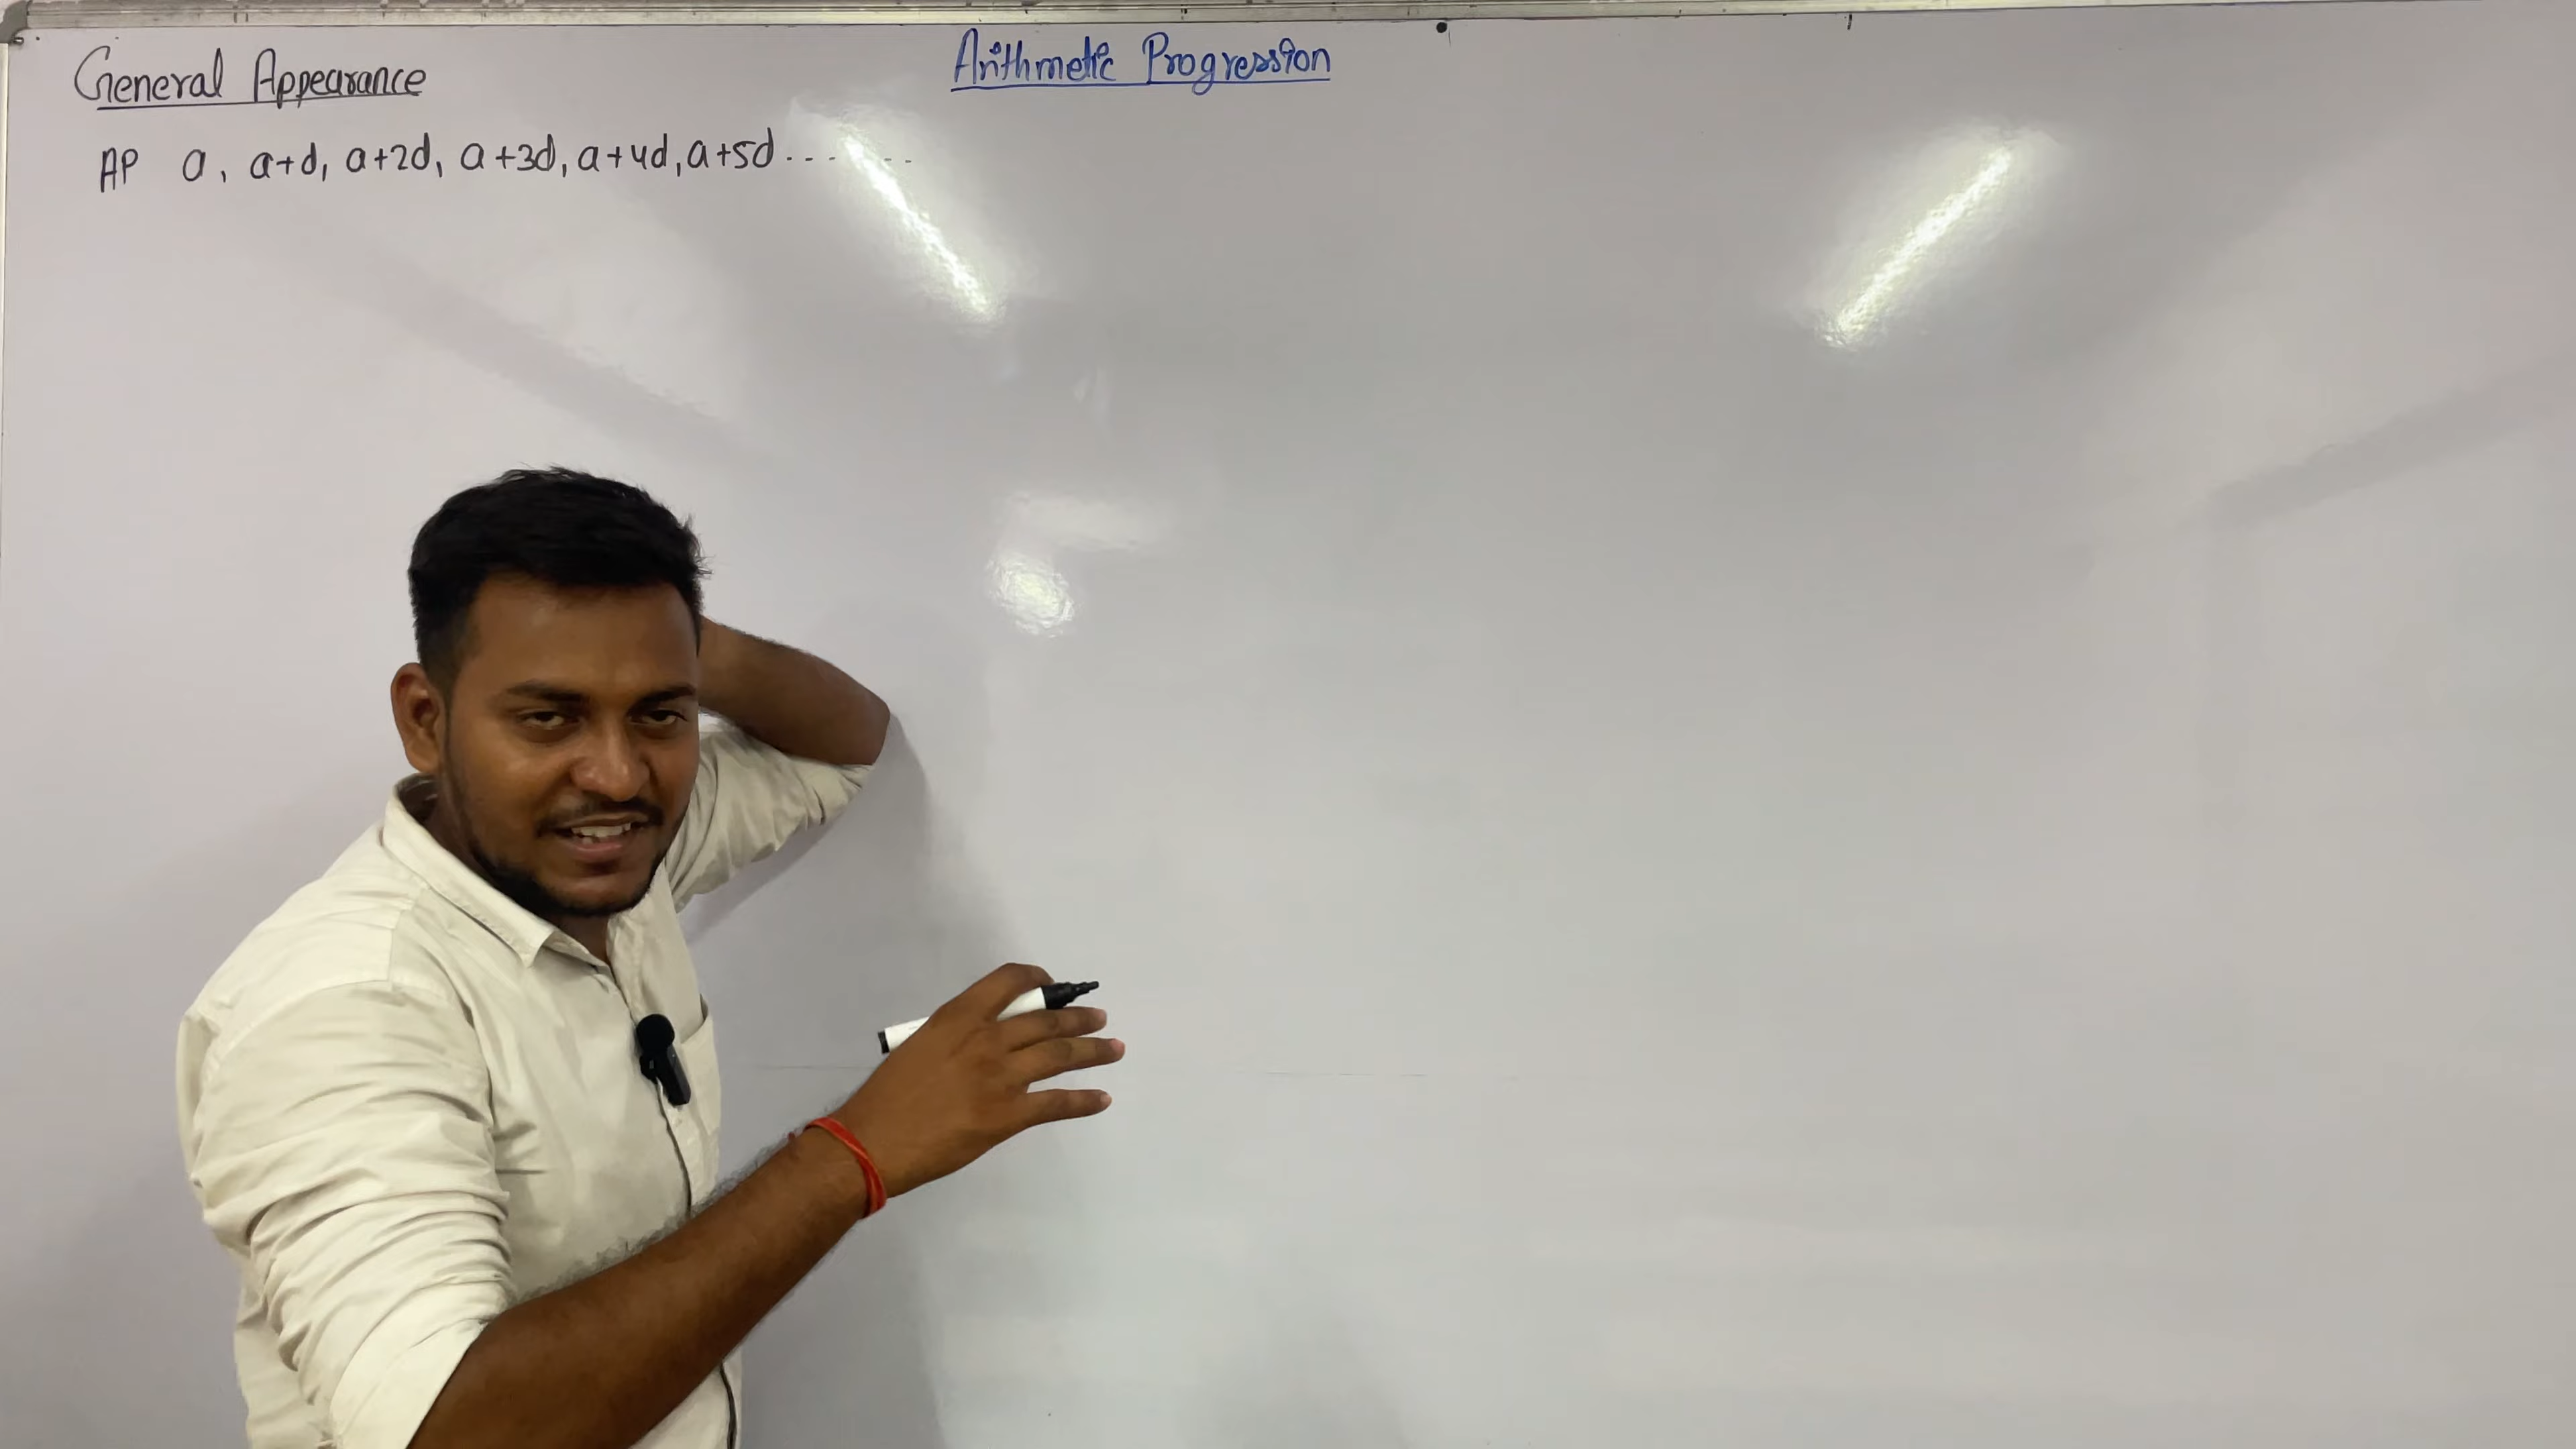 Arithmetic Progression
General Appearance
AP a, a+d, a+2d, a+3d, a+4d, a+5d.......